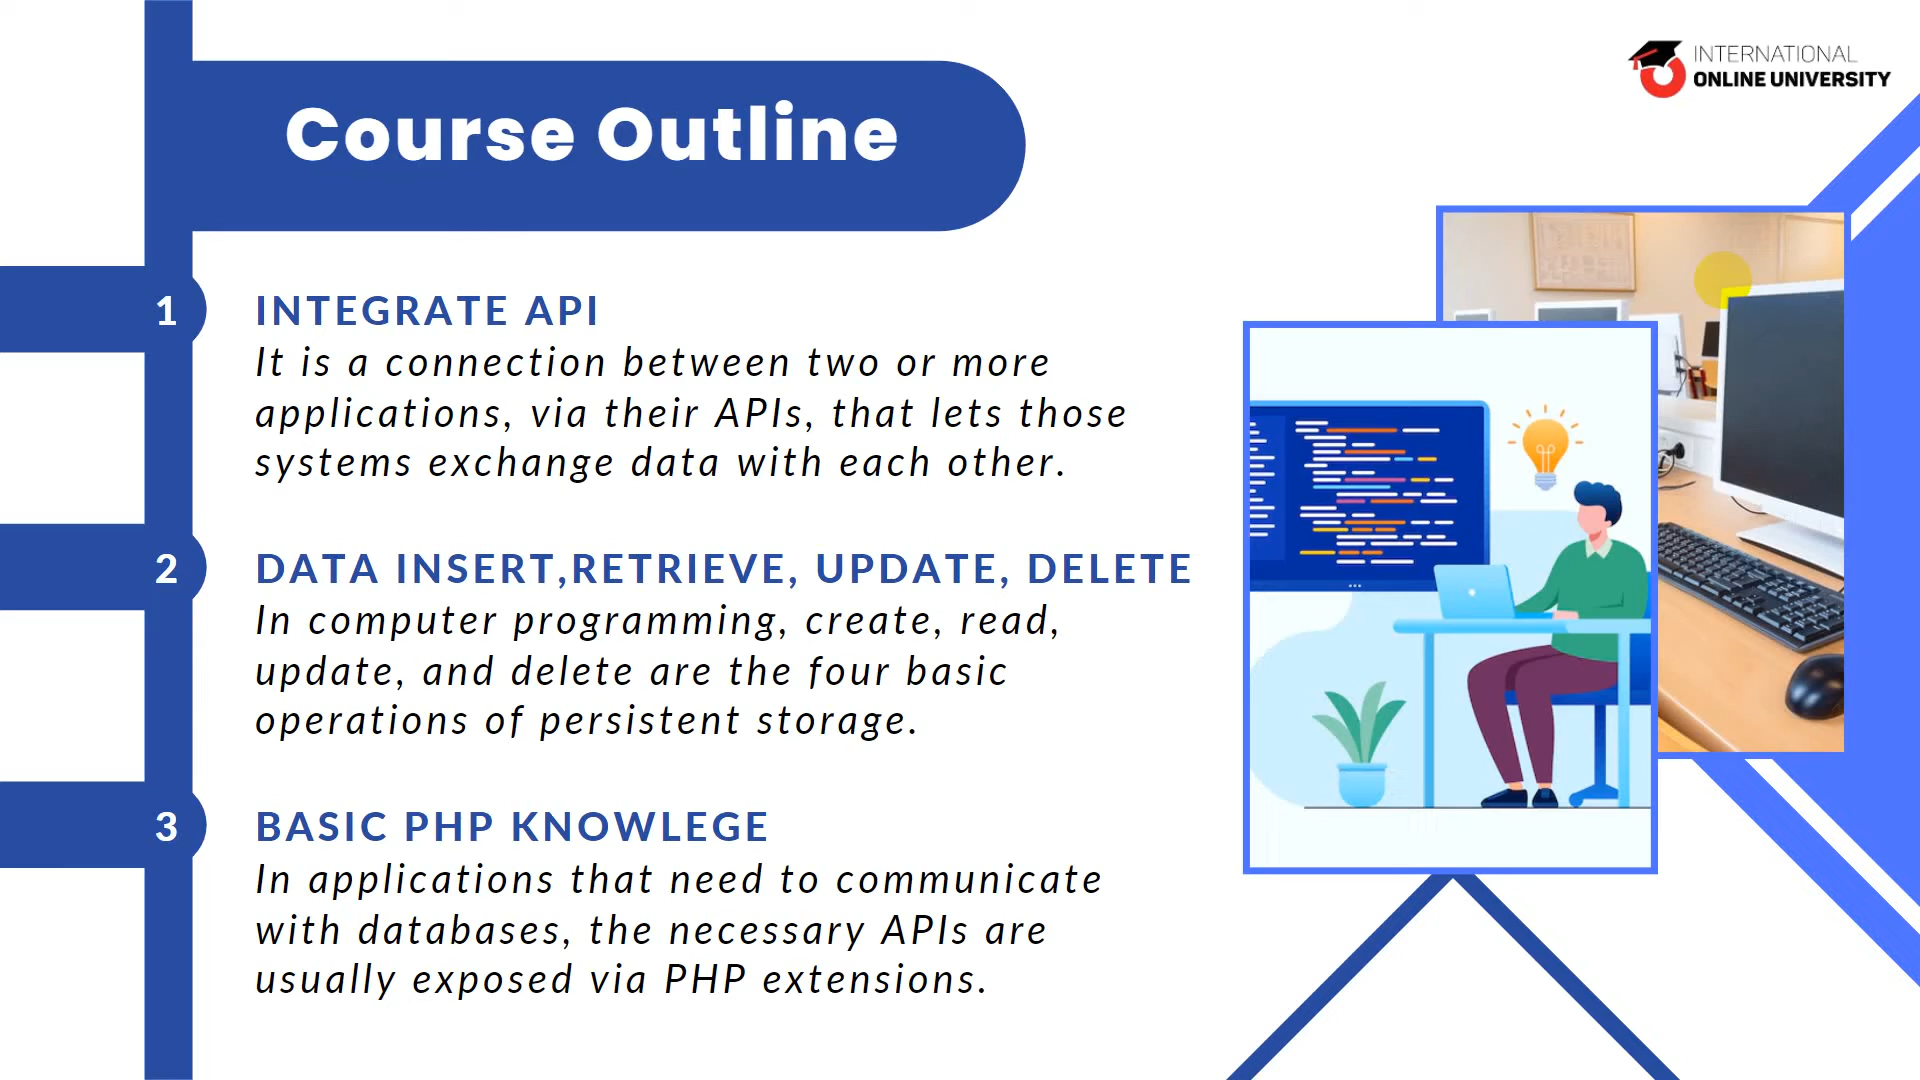 INTERNATIONAL
ONLINE UNIVERSITY
Course Outline
1
INTEGRATE API
It is a connection between two or more
applications, via their APIs, that lets those
systems exchange data with each other.
2
DATA INSERT,RETRIEVE, UPDATE, DELETE
In computer programming, create, read,
update, and delete are the four basic
operations of persistent storage.
3
BASIC PHP KNOWLEGE
In applications that need to communicate
with databases, the necessary APIs are
usually exposed via PHP extensions.